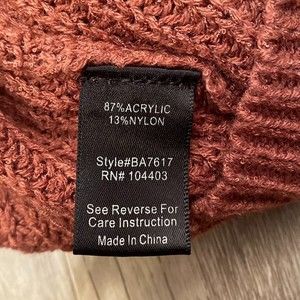 87%ACRYLIC
13%NYLON
Style#BA7617
RN# 104403
See Reverse For
Care Instruction
Made In China